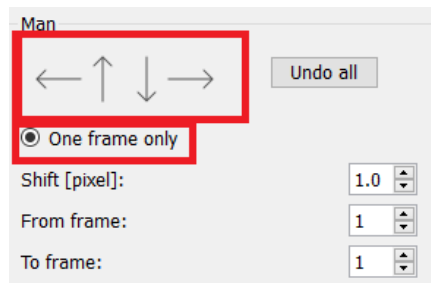 Man
Undo all
One frame only
Shift [pixel]: 1.0
From frame: 1
To frame: 1